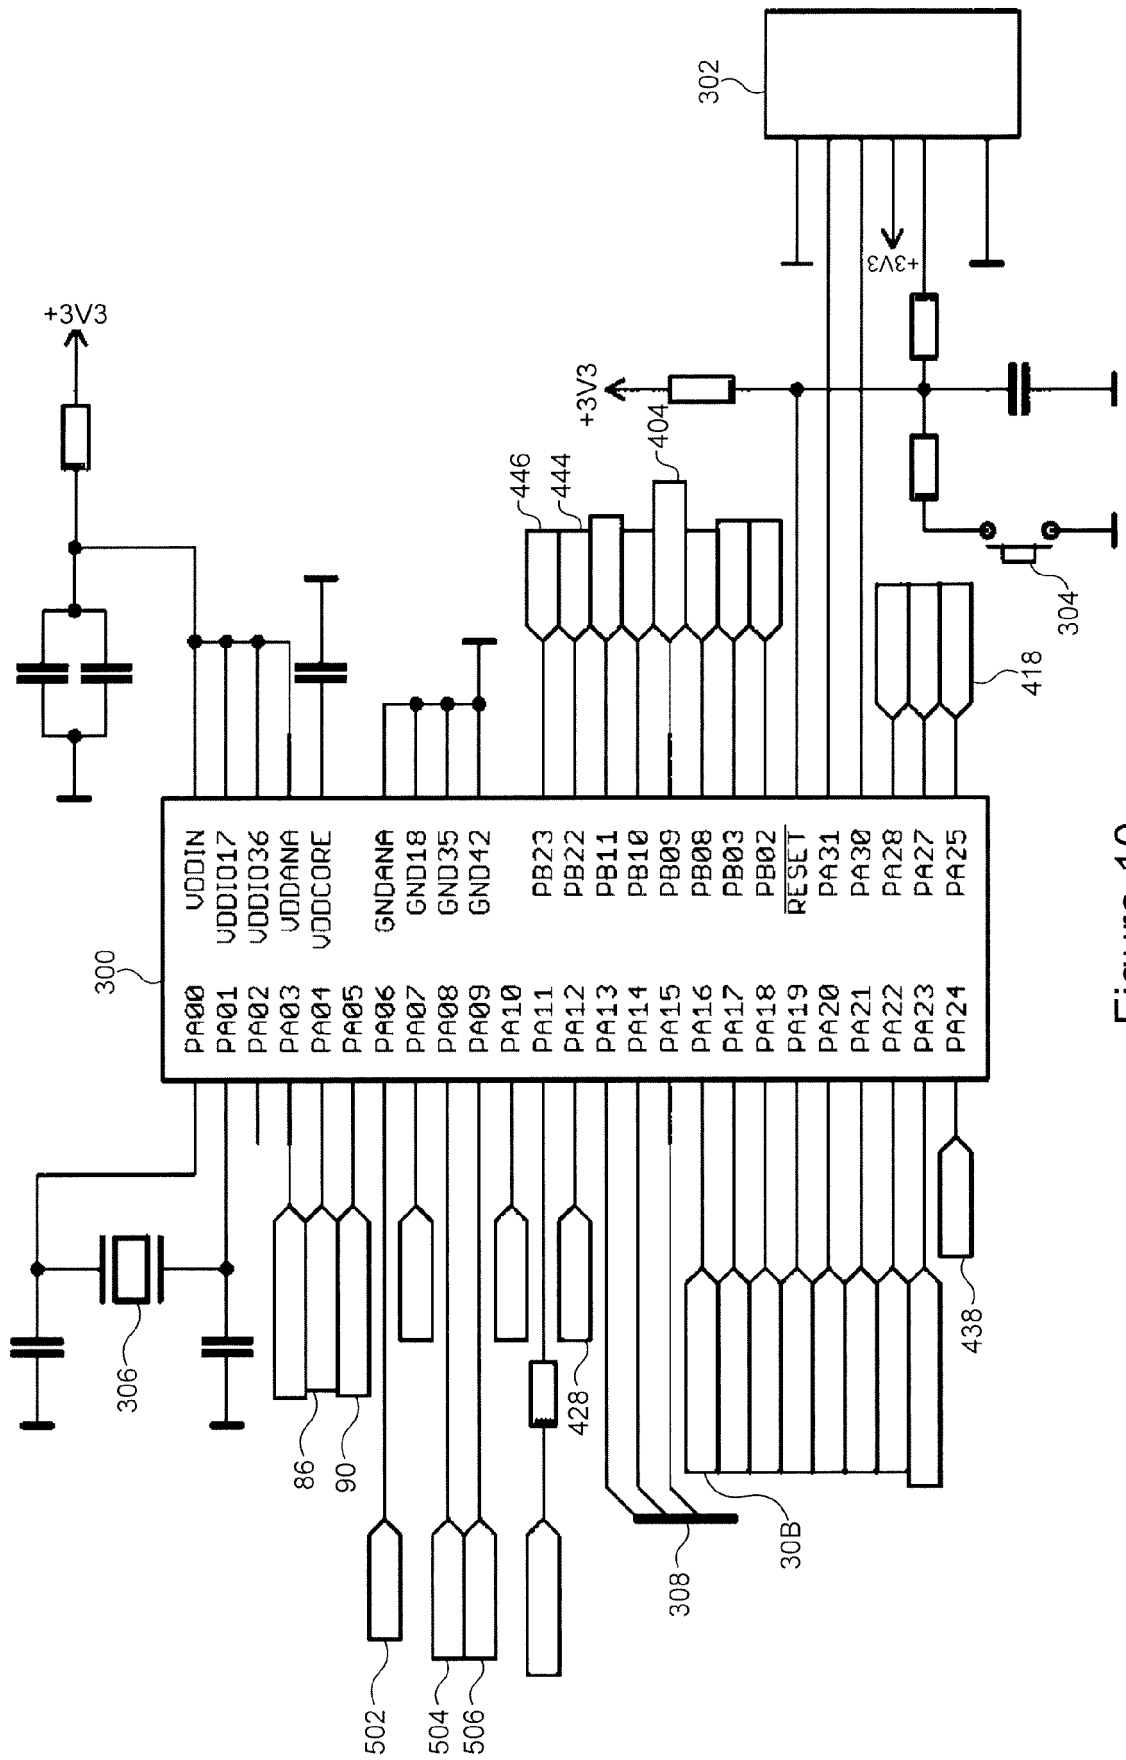 302
+3V3
+3V3
+3V3
446
444
404
304
418
300
VDDIN
VDDIO17
VDDIO36
VDDANA
VDDCORE
GNDANA
GND18
GND35
GND42
PB23
PB22
PB11
PB10
PB09
PB08
PB03
PB02
RESET
PA31
PA30
PA28
PA27
PA25
PA00
PA01
PA02
PA03
PA04
PA05
PA06
PA07
PA08
PA09
PA10
PA11
PA12
PA13
PA14
PA15
PA16
PA17
PA18
PA19
PA20
PA21
PA22
PA23
PA24
306
86
90
428
438
30B
308
502
504
506